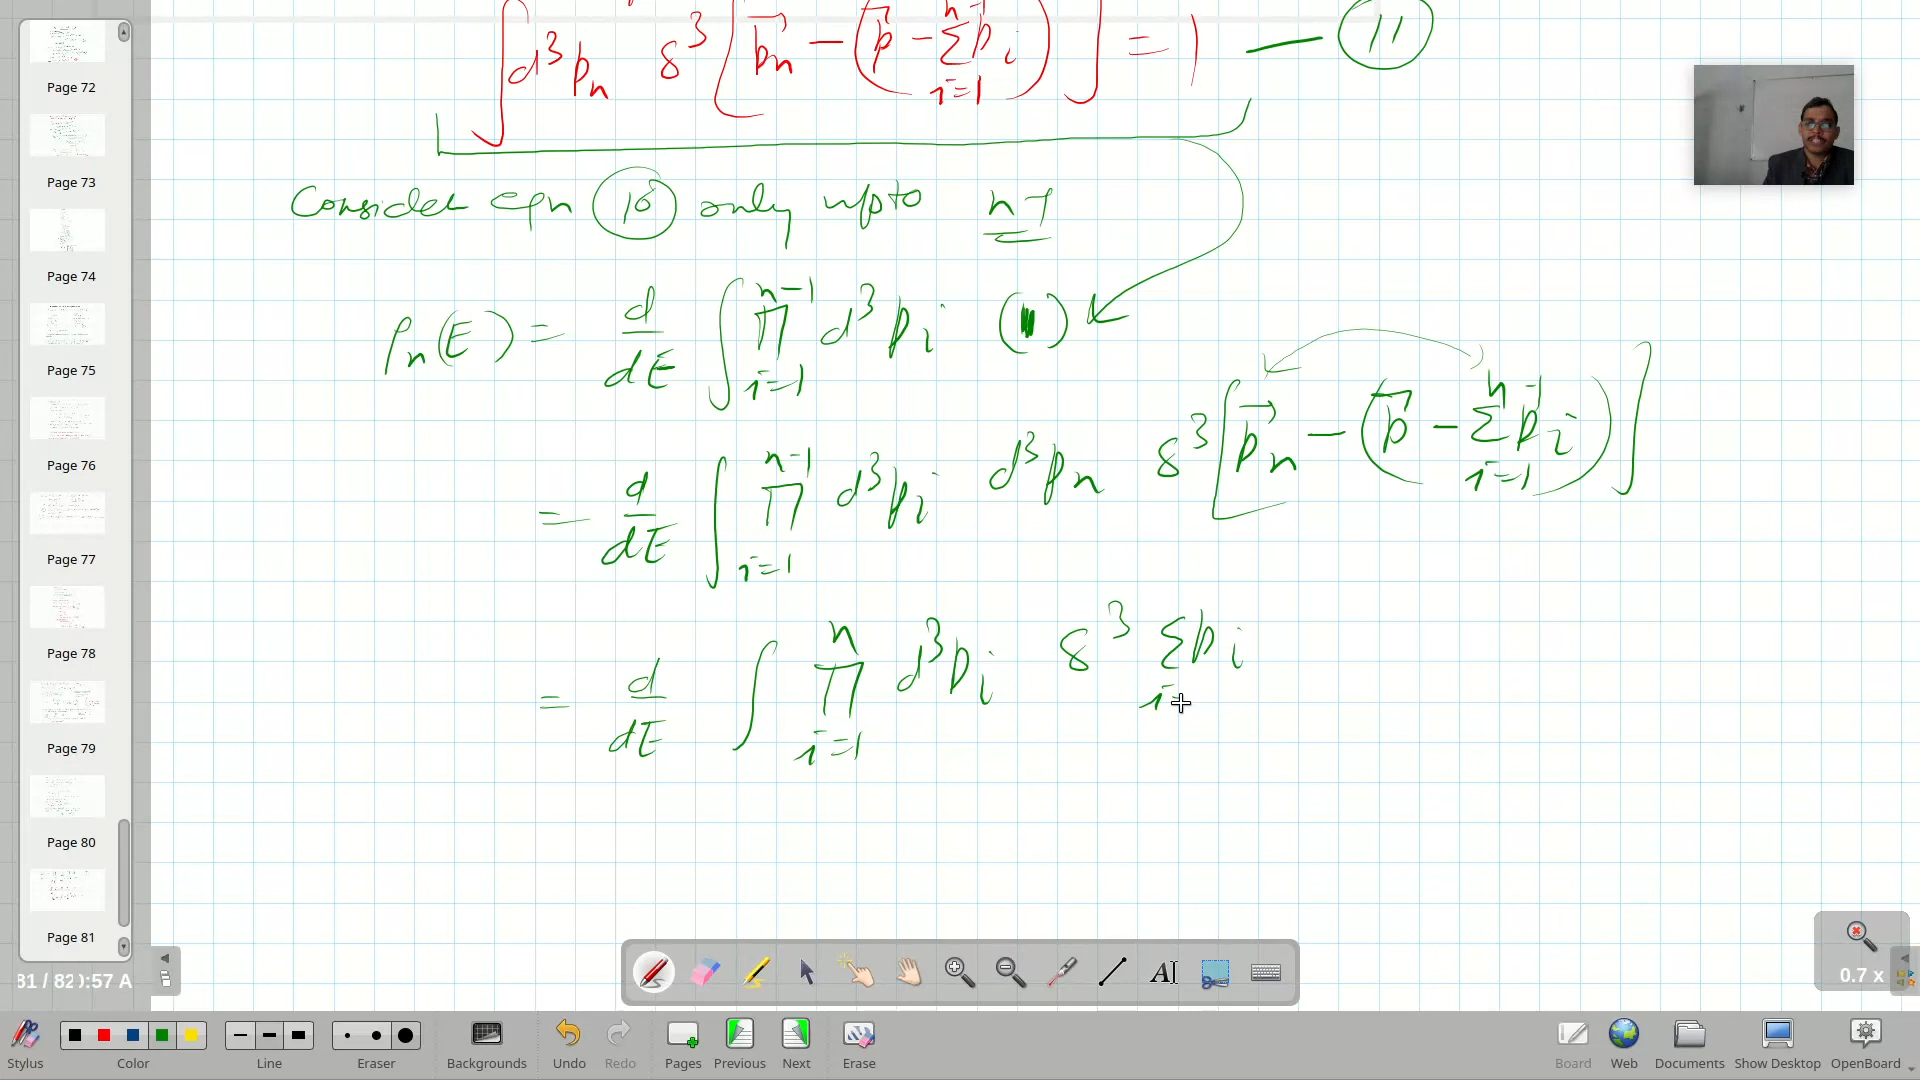 ∫ d³pₙ δ³[p⃗ₙ − (p⃗ − Σᵢ₌₁ⁿ⁻¹ pᵢ)] = 1 — (11)
Consider eqn (10) only upto n-1
ρₙ(E) = d/dE ∫ ∏ᵢ₌₁ⁿ⁻¹ d³pᵢ (1)
= d/dE ∫ ∏ᵢ₌₁ⁿ⁻¹ d³pᵢ d³pₙ δ³[p⃗ₙ − (p⃗ − Σᵢ₌₁ⁿ⁻¹ pᵢ)]
= d/dE ∫ ∏ᵢ₌₁ⁿ d³pᵢ δ³ Σpᵢ
i=
Page 72
Page 73
Page 74
Page 75
Page 76
Page 77
Page 78
Page 79
Page 80
Page 81
0.7 x
Stylus
Color
Line
Eraser
Backgrounds
Undo
Redo
Pages
Previous
Next
Erase
Board
Web
Documents
Show Desktop
OpenBoard